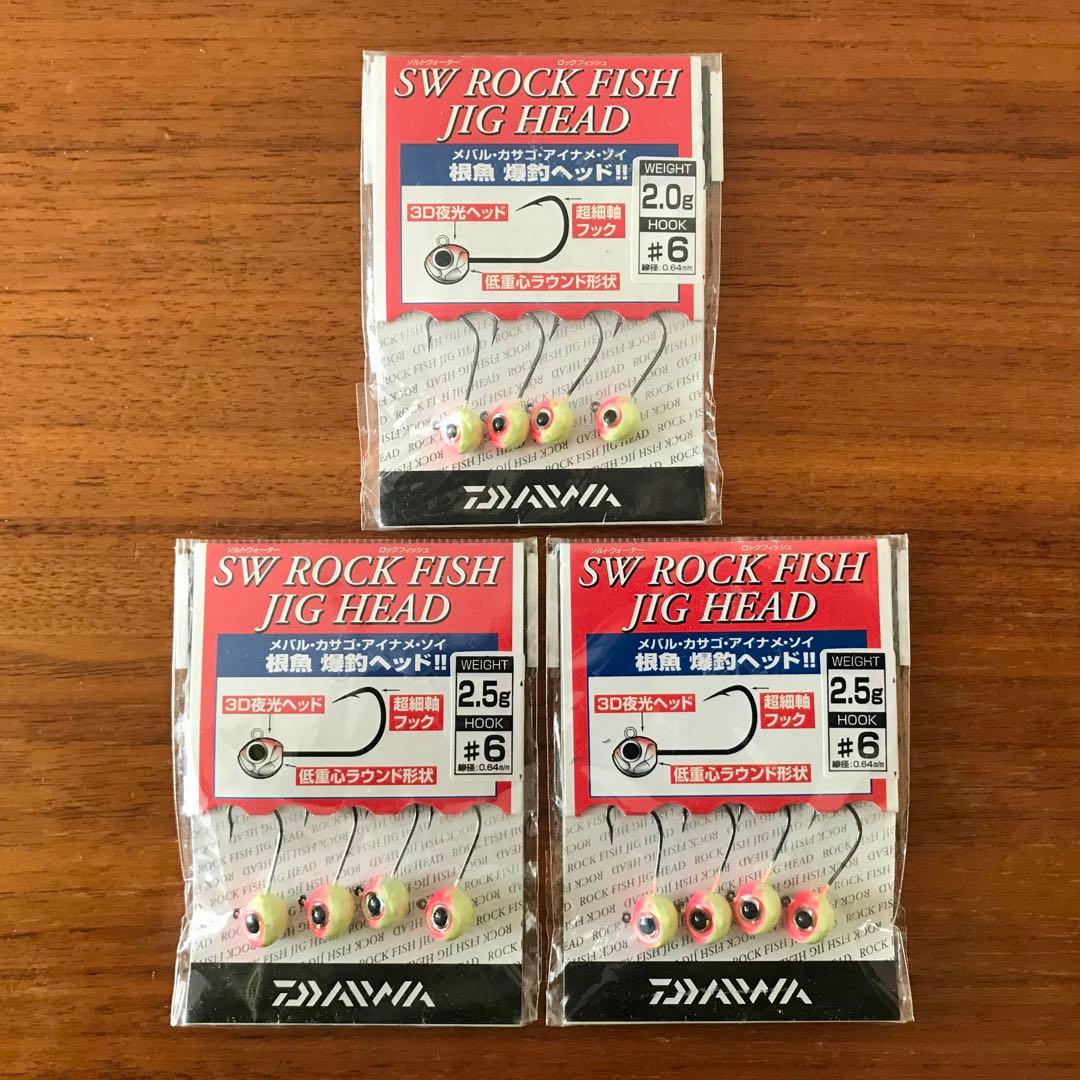 ソルトウォーター ロックフィッシュ
SW ROCK FISH
JIG HEAD
メバル・カサゴ・アイナメ・ソイ
根魚 爆釣ヘッド!!
3D夜光ヘッド
超細軸
フック
低重心ラウンド形状
WEIGHT
2.0g
HOOK
#6
線径:0.64m/m
ROCK FISH JIG HEAD
DAIWA
ソルトウォーター ロックフィッシュ
SW ROCK FISH
JIG HEAD
メバル・カサゴ・アイナメ・ソイ
根魚 爆釣ヘッド!!
3D夜光ヘッド
超細軸
フック
低重心ラウンド形状
WEIGHT
2.5g
HOOK
#6
線径:0.64m/m
ROCK FISH JIG HEAD
DAIWA
ソルトウォーター ロックフィッシュ
SW ROCK FISH
JIG HEAD
メバル・カサゴ・アイナメ・ソイ
根魚 爆釣ヘッド!!
3D夜光ヘッド
超細軸
フック
低重心ラウンド形状
WEIGHT
2.5g
HOOK
#6
線径:0.64m/m
ROCK FISH JIG HEAD
DAIWA